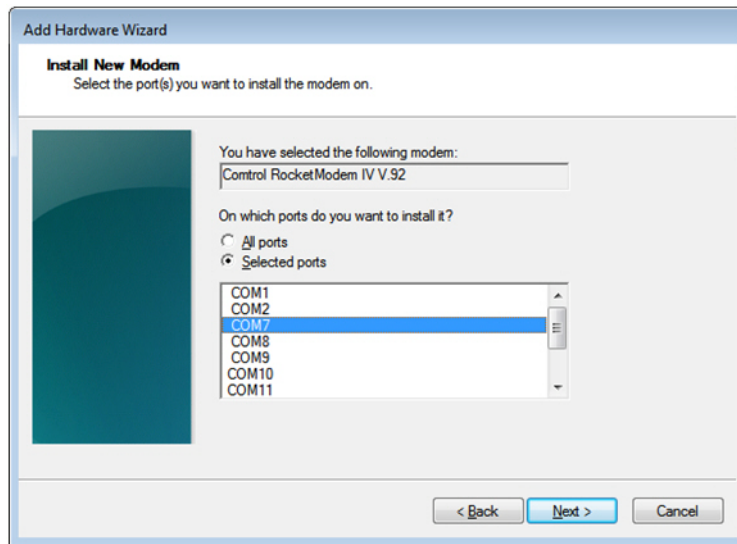 Add Hardware Wizard
Install New Modem
Select the port(s) you want to install the modem on.
You have selected the following modem:
Comtrol RocketModem IV V.92
On which ports do you want to install it?
All ports
Selected ports
COM1
COM2
COM7
COM8
COM9
COM10
COM11
< Back Next > Cancel